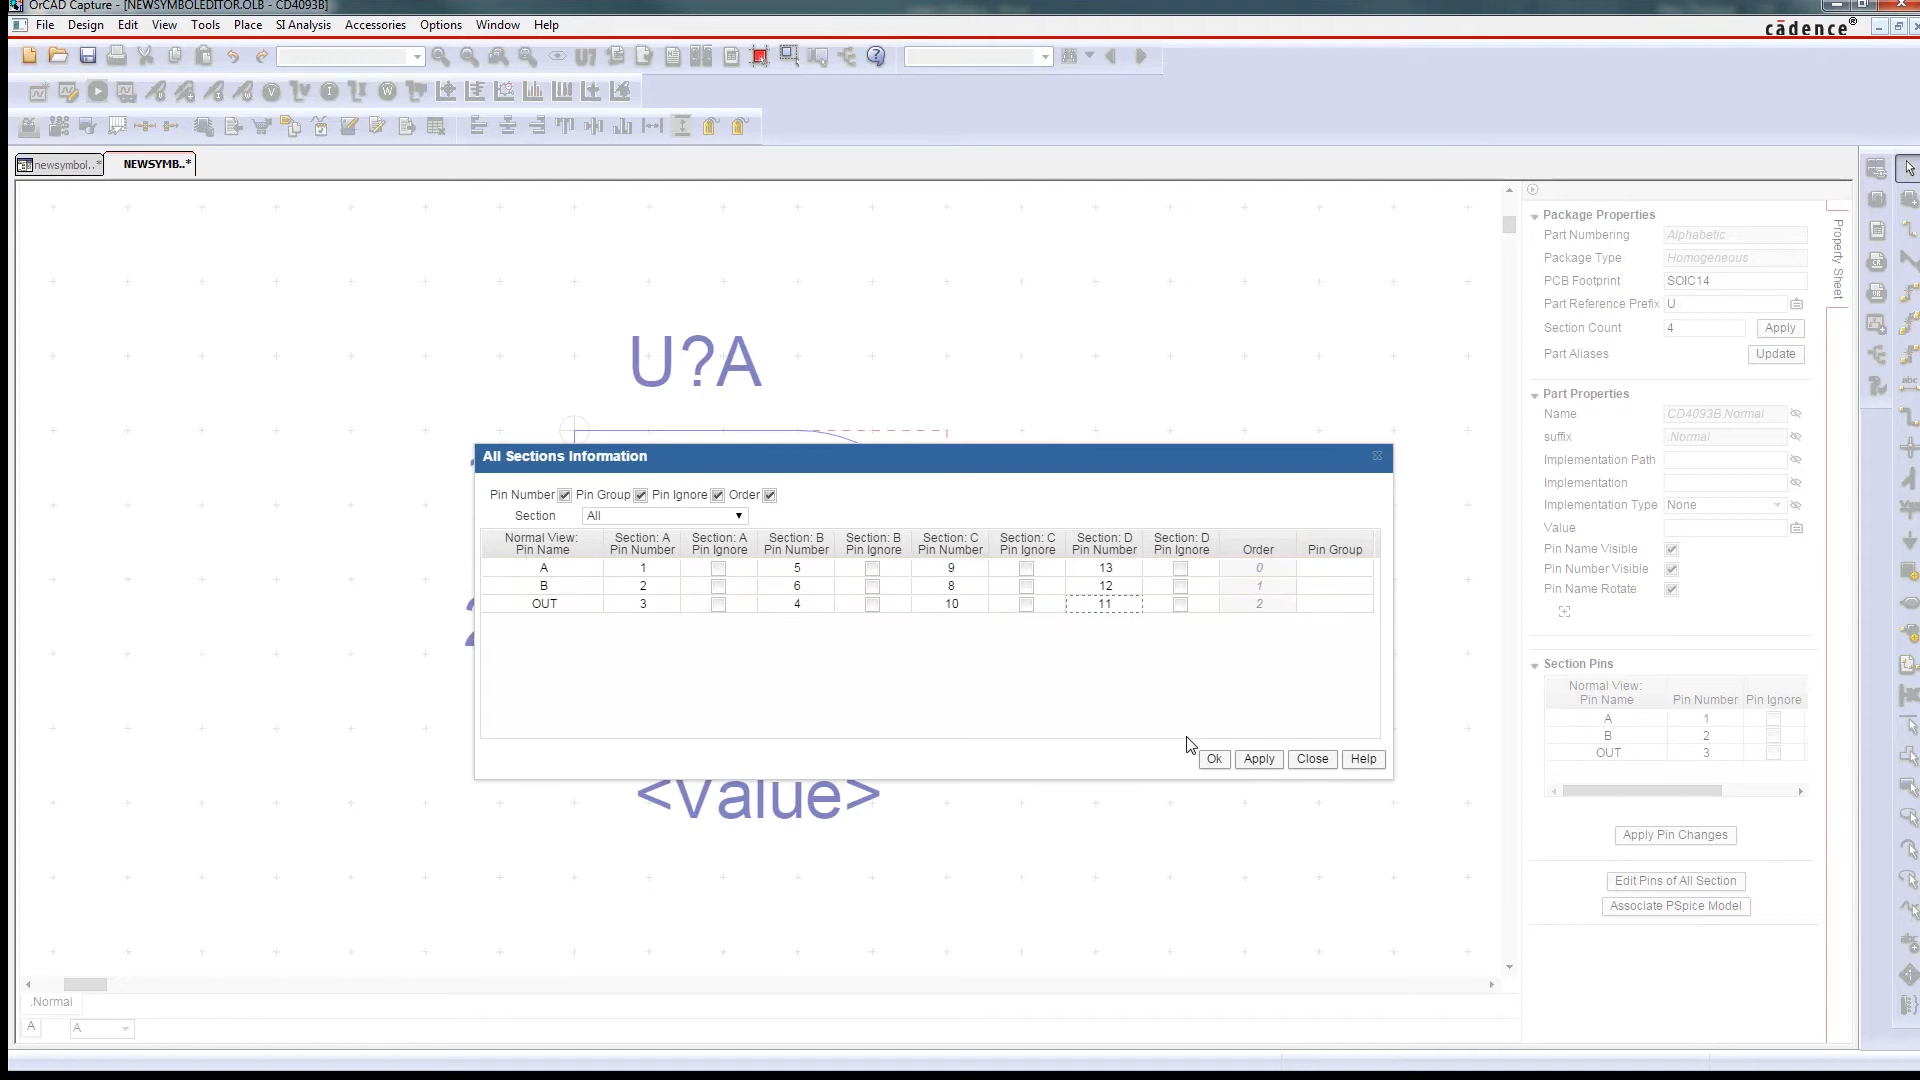 OrCAD Capture - [NEWSYMBOLEDITOR.OLB - CD4093B]
File Design Edit View Tools Place SI Analysis Accessories Options Window Help
cādence®
newsymbol..* NEWSYMB..*
U?A
<Value>
All Sections Information
Pin Number Pin Group Pin Ignore Order
Section All
Normal View: Pin Name Section: A Pin Number Section: A Pin Ignore Section: B Pin Number Section: B Pin Ignore Section: C Pin Number Section: C Pin Ignore Section: D Pin Number Section: D Pin Ignore Order Pin Group
A 1 5 9 13 0
B 2 6 8 12 1
OUT 3 4 10 11 2
Ok Apply Close Help
Package Properties
Part Numbering Alphabetic
Package Type Homogeneous
PCB Footprint SOIC14
Part Reference Prefix U
Section Count 4 Apply
Part Aliases Update
Part Properties
Name CD4093B.Normal
suffix .Normal
Implementation Path
Implementation
Implementation Type None
Value
Pin Name Visible
Pin Number Visible
Pin Name Rotate
Section Pins
Normal View: Pin Name Pin Number Pin Ignore
A 1
B 2
OUT 3
Apply Pin Changes
Edit Pins of All Section
Associate PSpice Model
Property Sheet
.Normal
A A